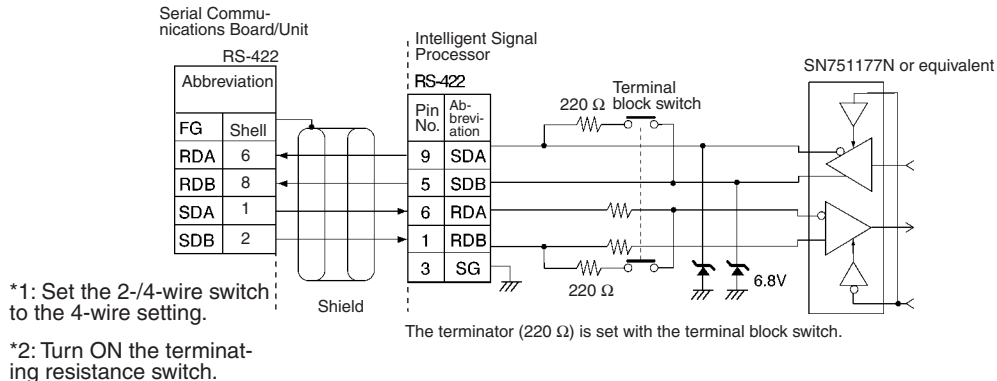 Serial Commu-
nications Board/Unit
RS-422
Abbreviation
FG Shell
RDA 6
RDB 8
SDA 1
SDB 2
Shield
*1: Set the 2-/4-wire switch
to the 4-wire setting.
*2: Turn ON the terminat-
ing resistance switch.
Intelligent Signal
Processor
RS-422
Pin
No.
Ab-
brevi-
ation
9 SDA
5 SDB
6 RDA
1 RDB
3 SG
220 Ω
Terminal
block switch
220 Ω
6.8V
SN751177N or equivalent
The terminator (220 Ω) is set with the terminal block switch.